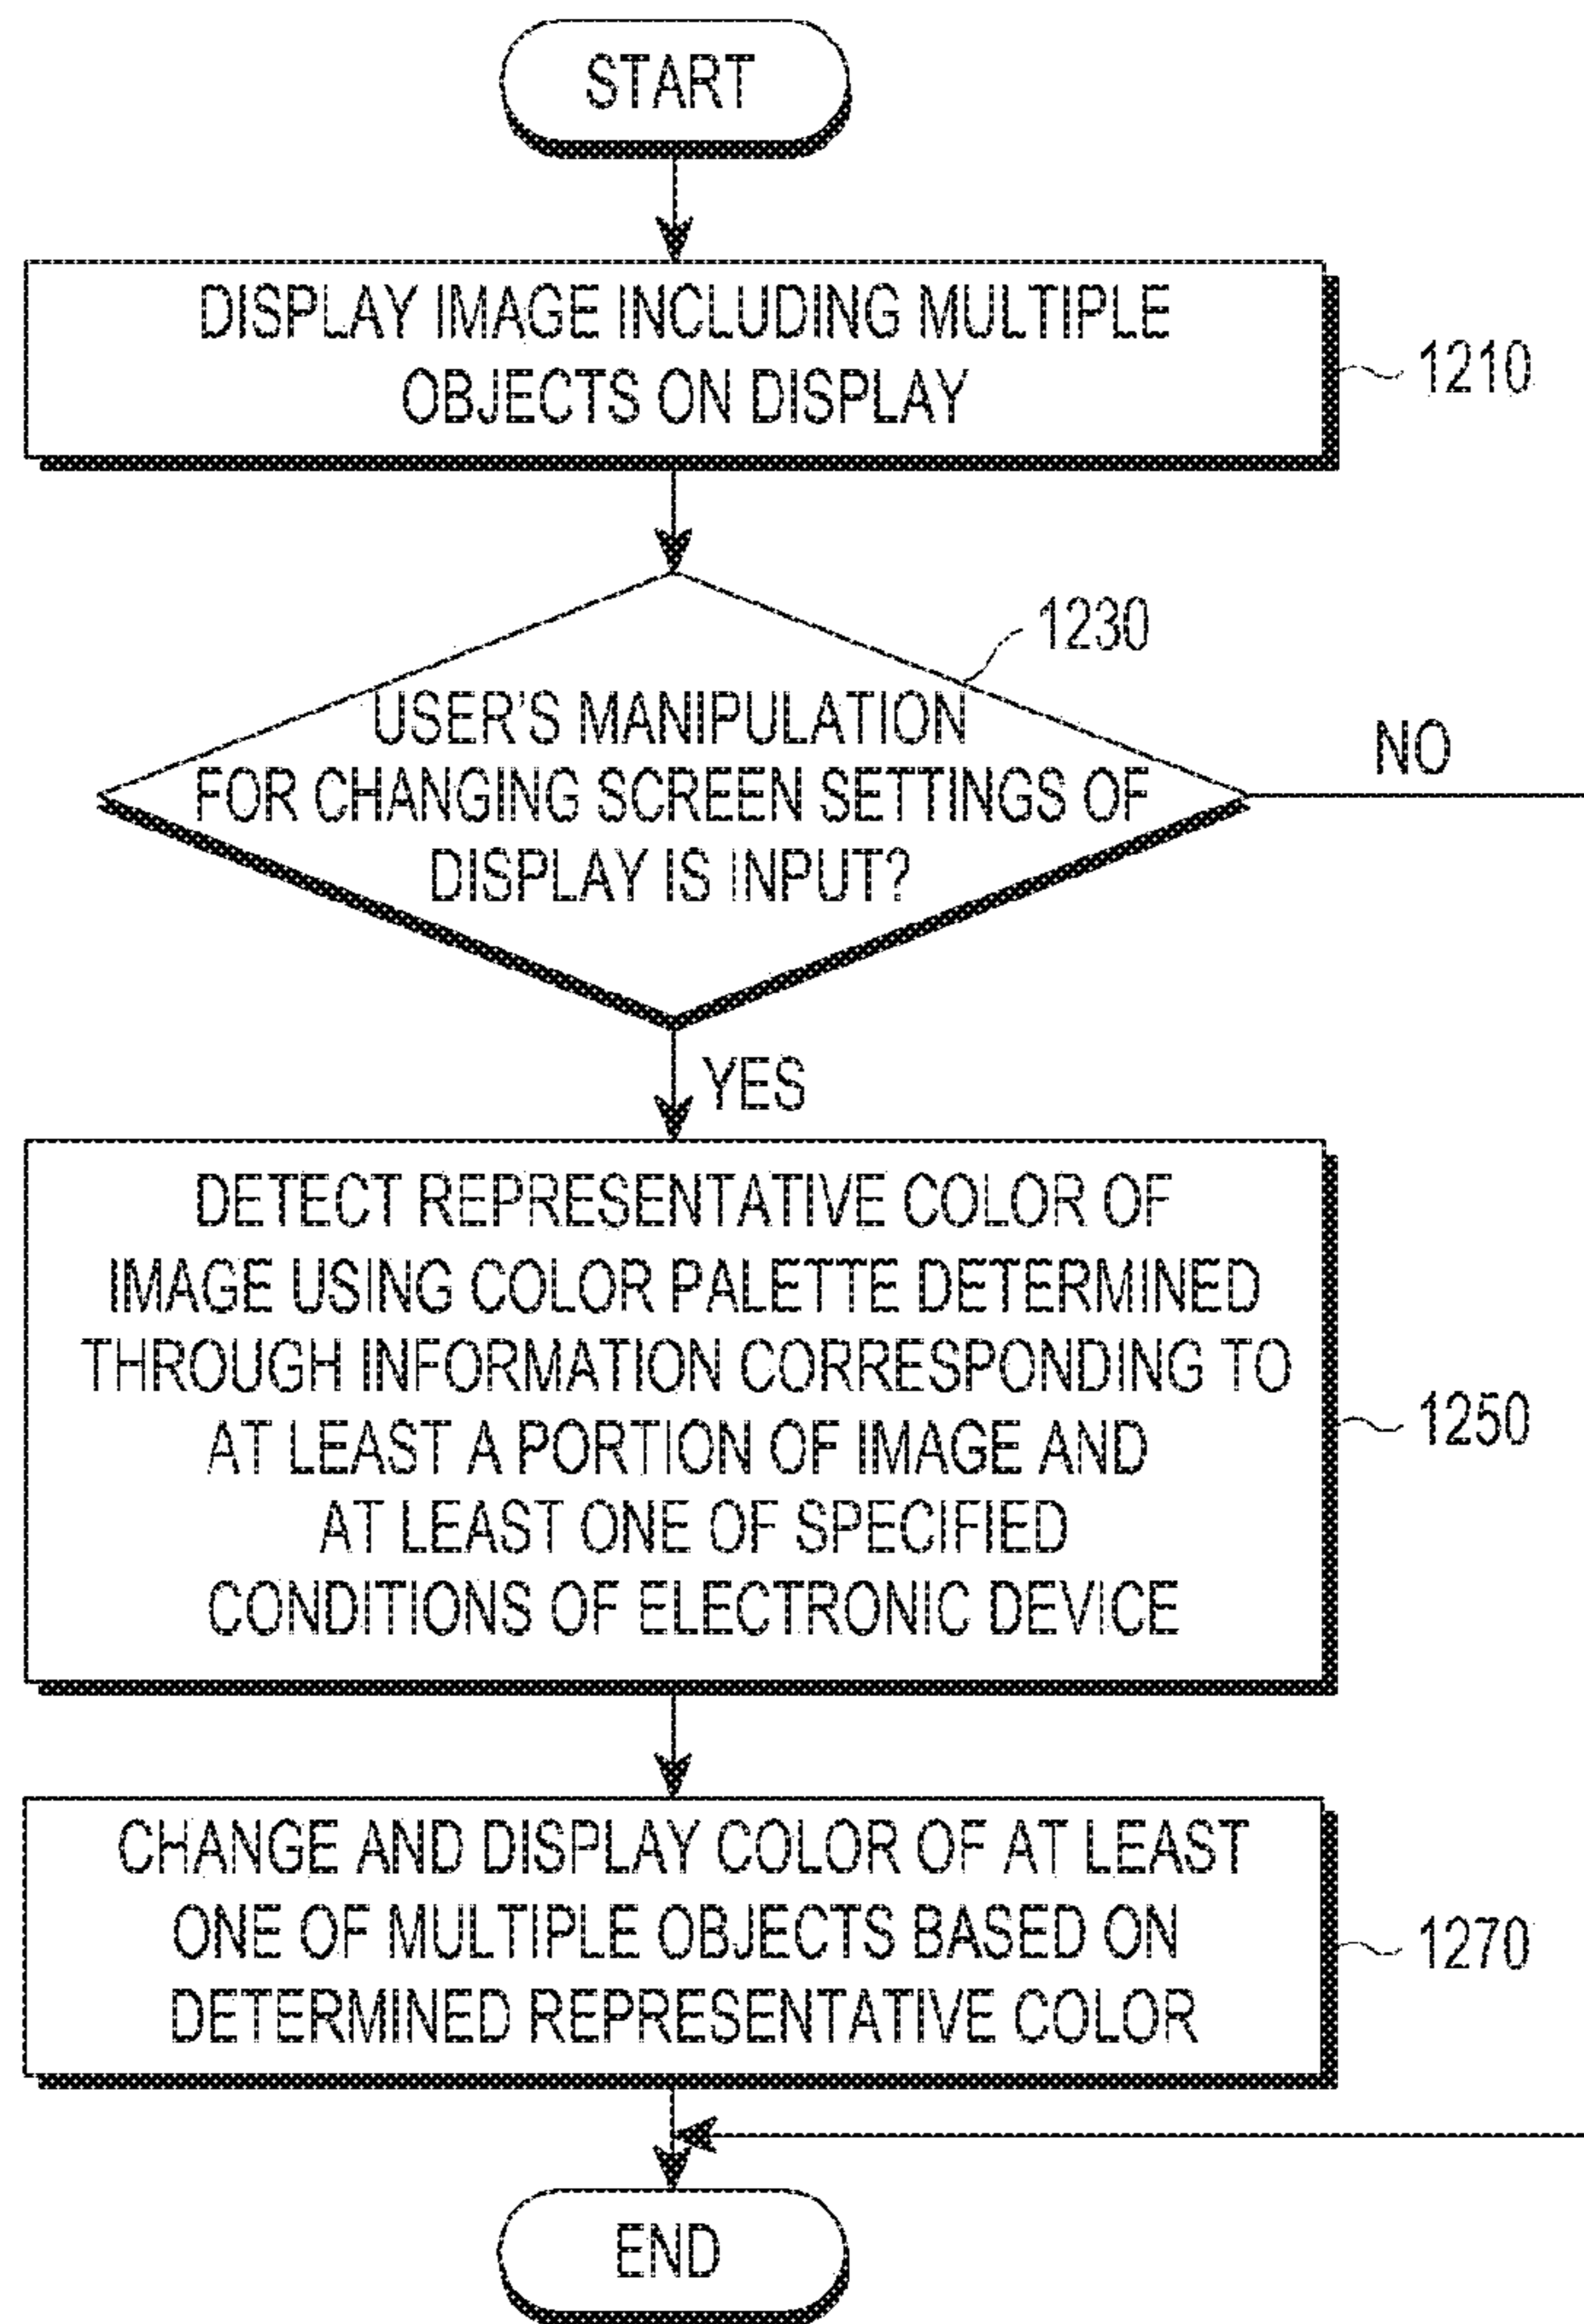 START
DISPLAY IMAGE INCLUDING MULTIPLE
OBJECTS ON DISPLAY
1210
1230
USER'S MANIPULATION
FOR CHANGING SCREEN SETTINGS OF
DISPLAY IS INPUT?
NO
YES
DETECT REPRESENTATIVE COLOR OF
IMAGE USING COLOR PALETTE DETERMINED
THROUGH INFORMATION CORRESPONDING TO
AT LEAST A PORTION OF IMAGE AND
AT LEAST ONE OF SPECIFIED
CONDITIONS OF ELECTRONIC DEVICE
1250
CHANGE AND DISPLAY COLOR OF AT LEAST
ONE OF MULTIPLE OBJECTS BASED ON
DETERMINED REPRESENTATIVE COLOR
1270
END